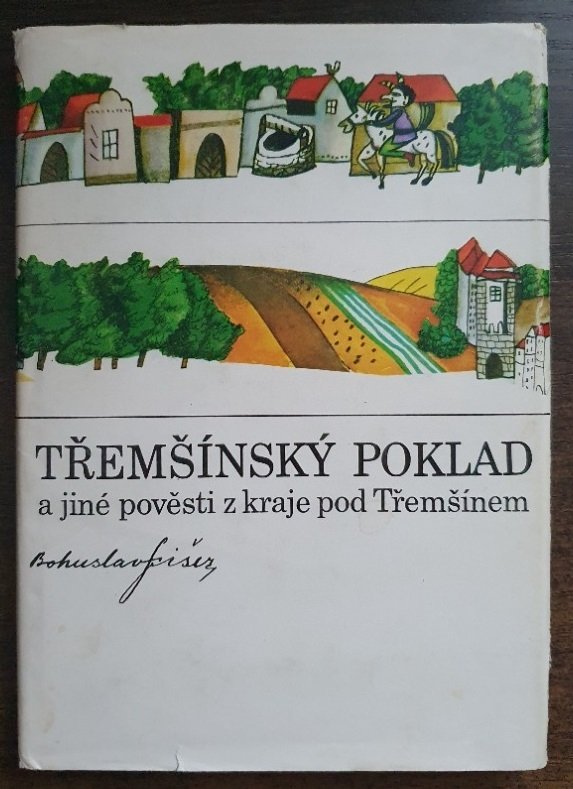 TŘEMŠÍNSKÝ POKLAD
a jiné pověsti z kraje pod Třemšínem
Bohuslav Fišer